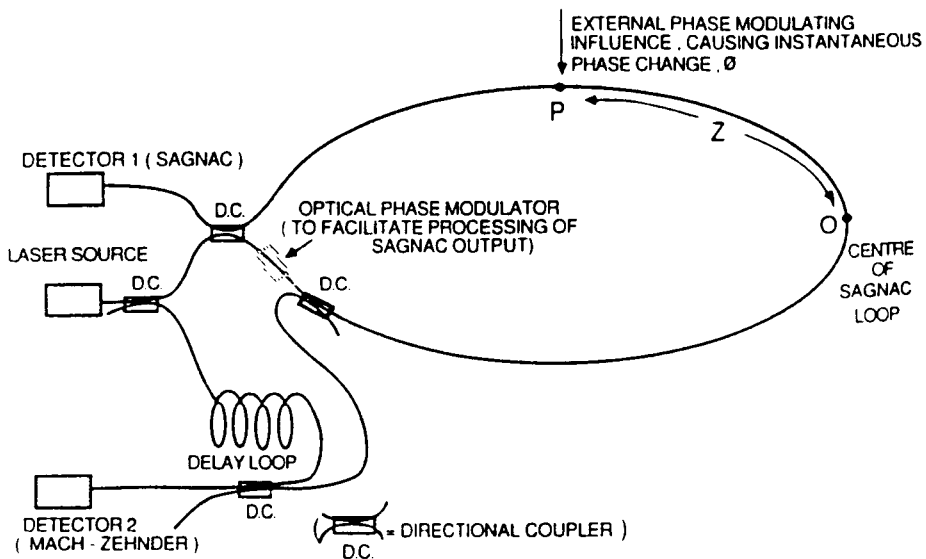 EXTERNAL PHASE MODULATING
INFLUENCE, CAUSING INSTANTANEOUS
PHASE CHANGE, Ø
P
Z
DETECTOR 1 ( SAGNAC )
D.C.
OPTICAL PHASE MODULATOR
( TO FACILITATE PROCESSING OF
SAGNAC OUTPUT)
O
LASER SOURCE
D.C.
D.C.
CENTRE
OF
SAGNAC
LOOP
DELAY LOOP
D.C.
DETECTOR 2
( MACH - ZEHNDER)
( = DIRECTIONAL COUPLER )
D.C.